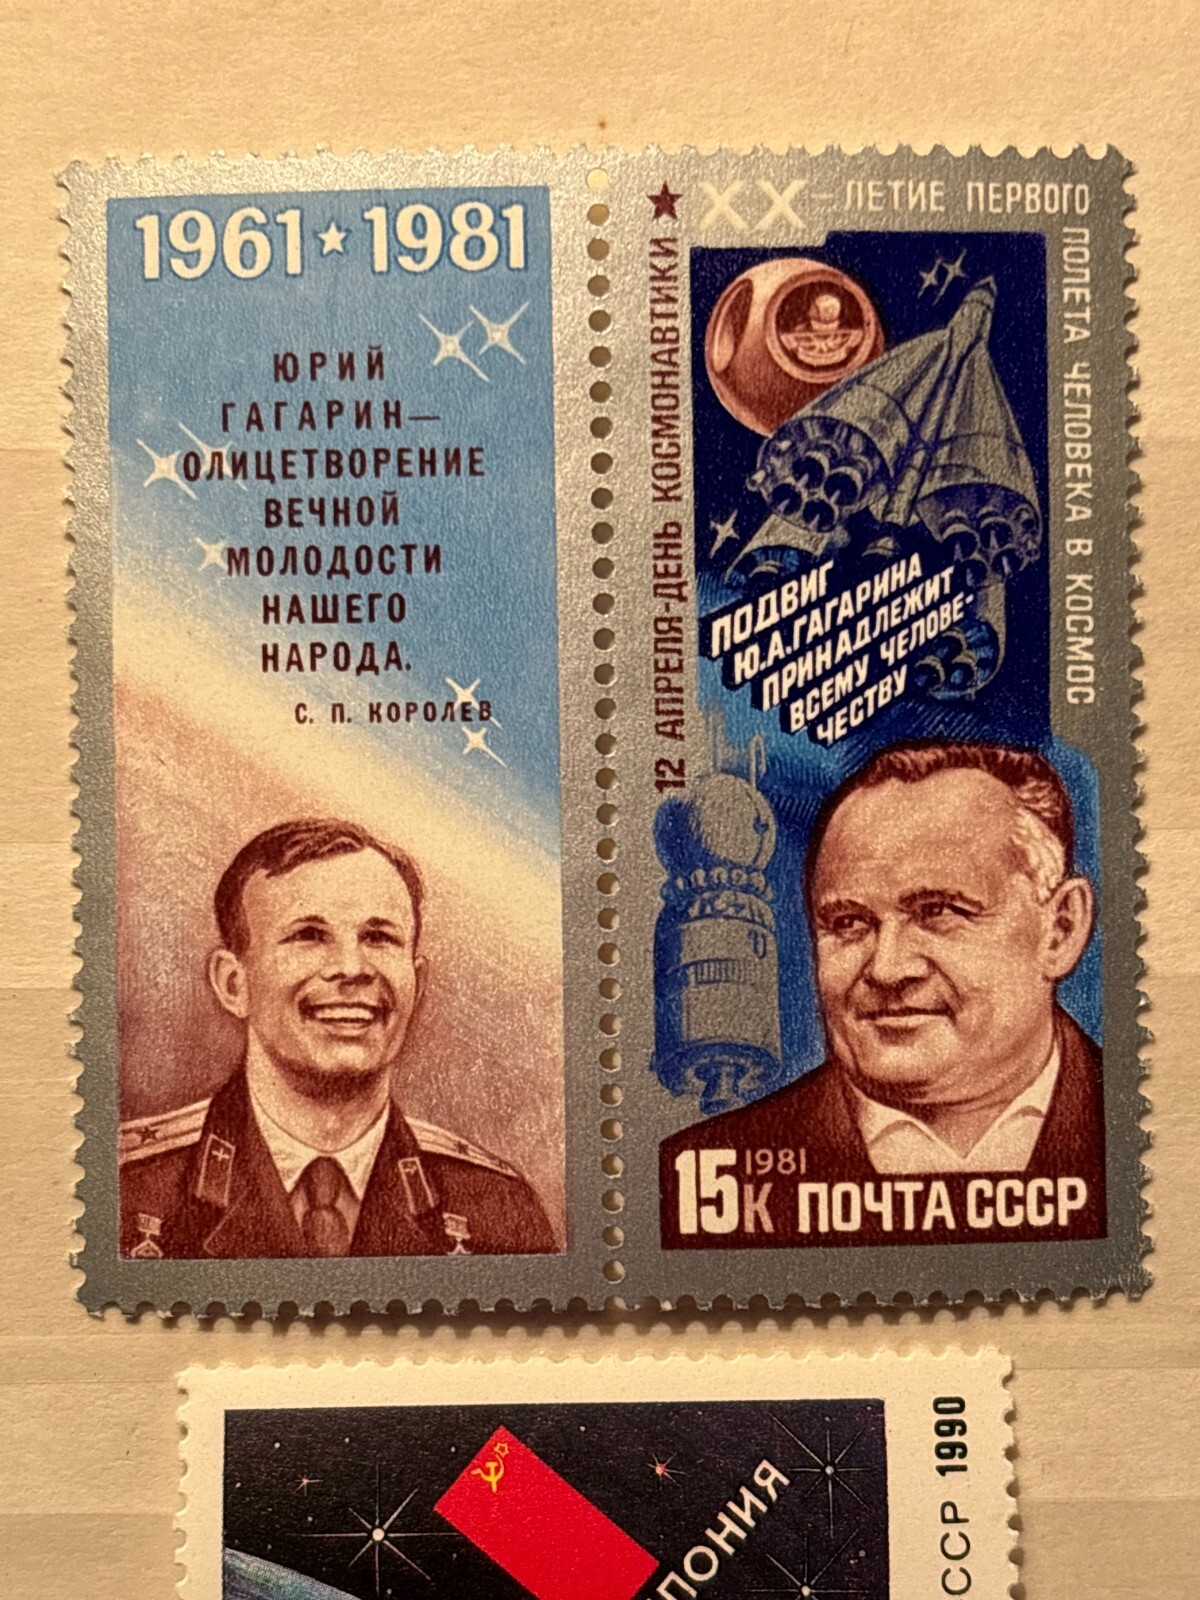 1961★1981
ЮРИЙ
ГАГАРИН—
ОЛИЦЕТВОРЕНИЕ
ВЕЧНОЙ
МОЛОДОСТИ
НАШЕГО
НАРОДА.
С. П. КОРОЛЕВ
12 АПРЕЛЯ-ДЕНЬ КОСМОНАВТИКИ ★
XX-ЛЕТИЕ ПЕРВОГО
ПОЛЕТА ЧЕЛОВЕКА В КОСМОС
ПОДВИГ
Ю.А.ГАГАРИНА
ПРИНАДЛЕЖИТ
ВСЕМУ ЧЕЛОВЕ-
ЧЕСТВУ
15К 1981 ПОЧТА СССР
ПОНИЯ
ССР 1990